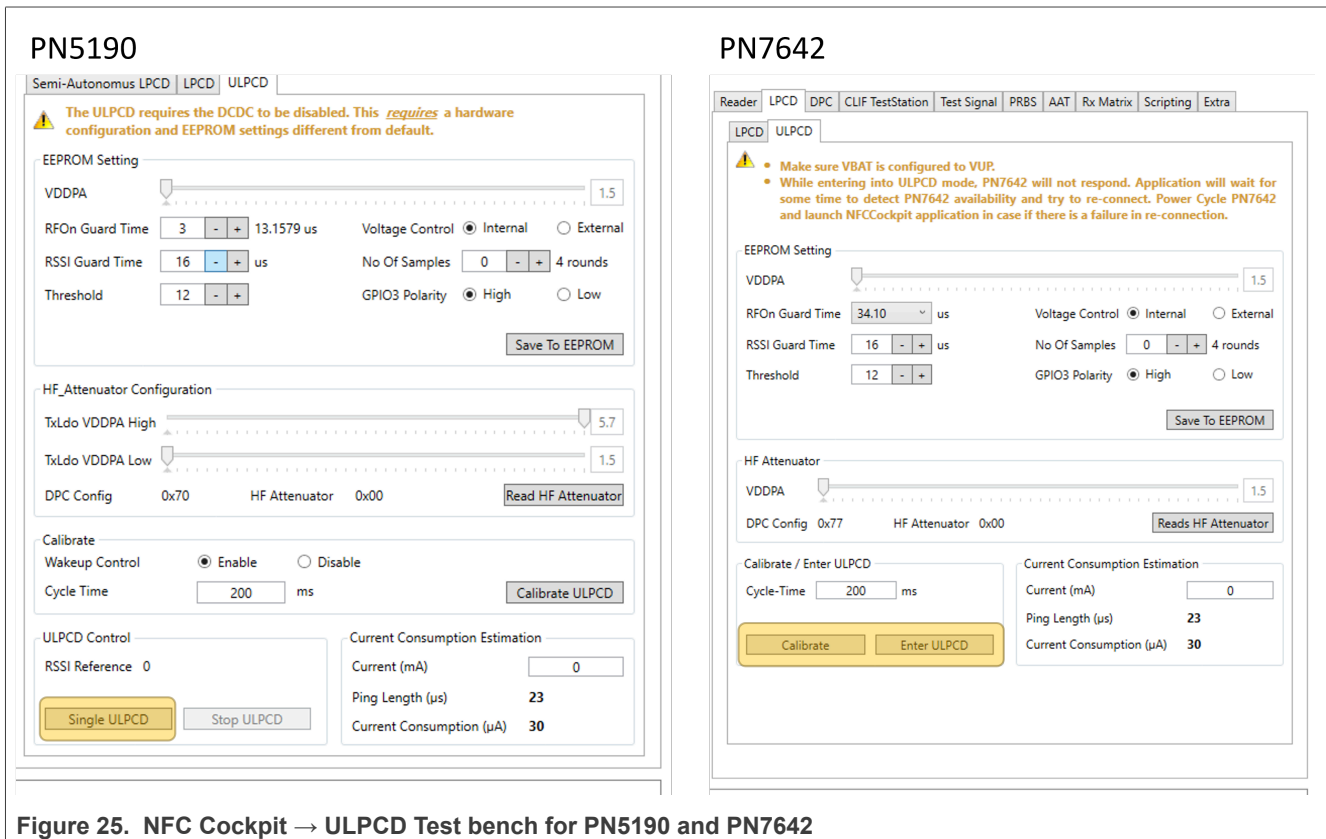 PN5190
Semi-Autonomus LPCD LPCD ULPCD
The ULPCD requires the DCDC to be disabled. This requires a hardware
configuration and EEPROM settings different from default.
EEPROM Setting
VDDPA 1.5
RFOn Guard Time 3 - + 13.1579 us Voltage Control Internal External
RSSI Guard Time 16 - + us No Of Samples 0 - + 4 rounds
Threshold 12 - + GPIO3 Polarity High Low
Save To EEPROM
HF_Attenuator Configuration
TxLdo VDDPA High 5.7
TxLdo VDDPA Low 1.5
DPC Config 0x70 HF Attenuator 0x00 Read HF Attenuator
Calibrate
Wakeup Control Enable Disable
Cycle Time 200 ms Calibrate ULPCD
ULPCD Control
RSSI Reference 0
Single ULPCD Stop ULPCD
Current Consumption Estimation
Current (mA) 0
Ping Length (µs) 23
Current Consumption (µA) 30
PN7642
Reader LPCD DPC CLIF TestStation Test Signal PRBS AAT Rx Matrix Scripting Extra
LPCD ULPCD
• Make sure VBAT is configured to VUP.
• While entering into ULPCD mode, PN7642 will not respond. Application will wait for
some time to detect PN7642 availability and try to re-connect. Power Cycle PN7642
and launch NFCCockpit application in case if there is a failure in re-connection.
EEPROM Setting
VDDPA 1.5
RFOn Guard Time 34.10 us Voltage Control Internal External
RSSI Guard Time 16 - + us No Of Samples 0 - + 4 rounds
Threshold 12 - + GPIO3 Polarity High Low
Save To EEPROM
HF Attenuator
VDDPA 1.5
DPC Config 0x77 HF Attenuator 0x00 Reads HF Attenuator
Calibrate / Enter ULPCD
Cycle-Time 200 ms
Calibrate Enter ULPCD
Current Consumption Estimation
Current (mA) 0
Ping Length (µs) 23
Current Consumption (µA) 30
Figure 25. NFC Cockpit → ULPCD Test bench for PN5190 and PN7642